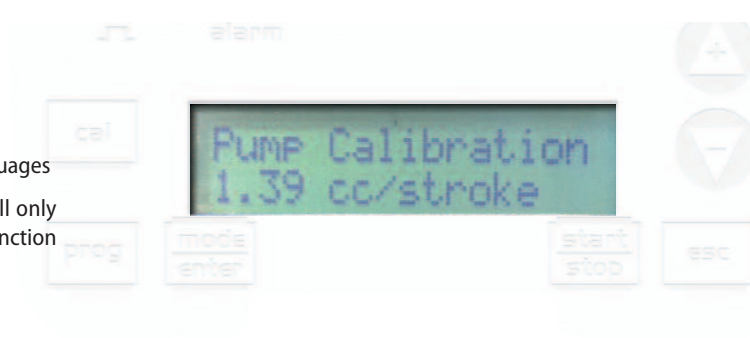 alarm
cal
Pump Calibration
1.39 cc/stroke
uages
ll only
nction
prog
mode
enter
start
stop
esc